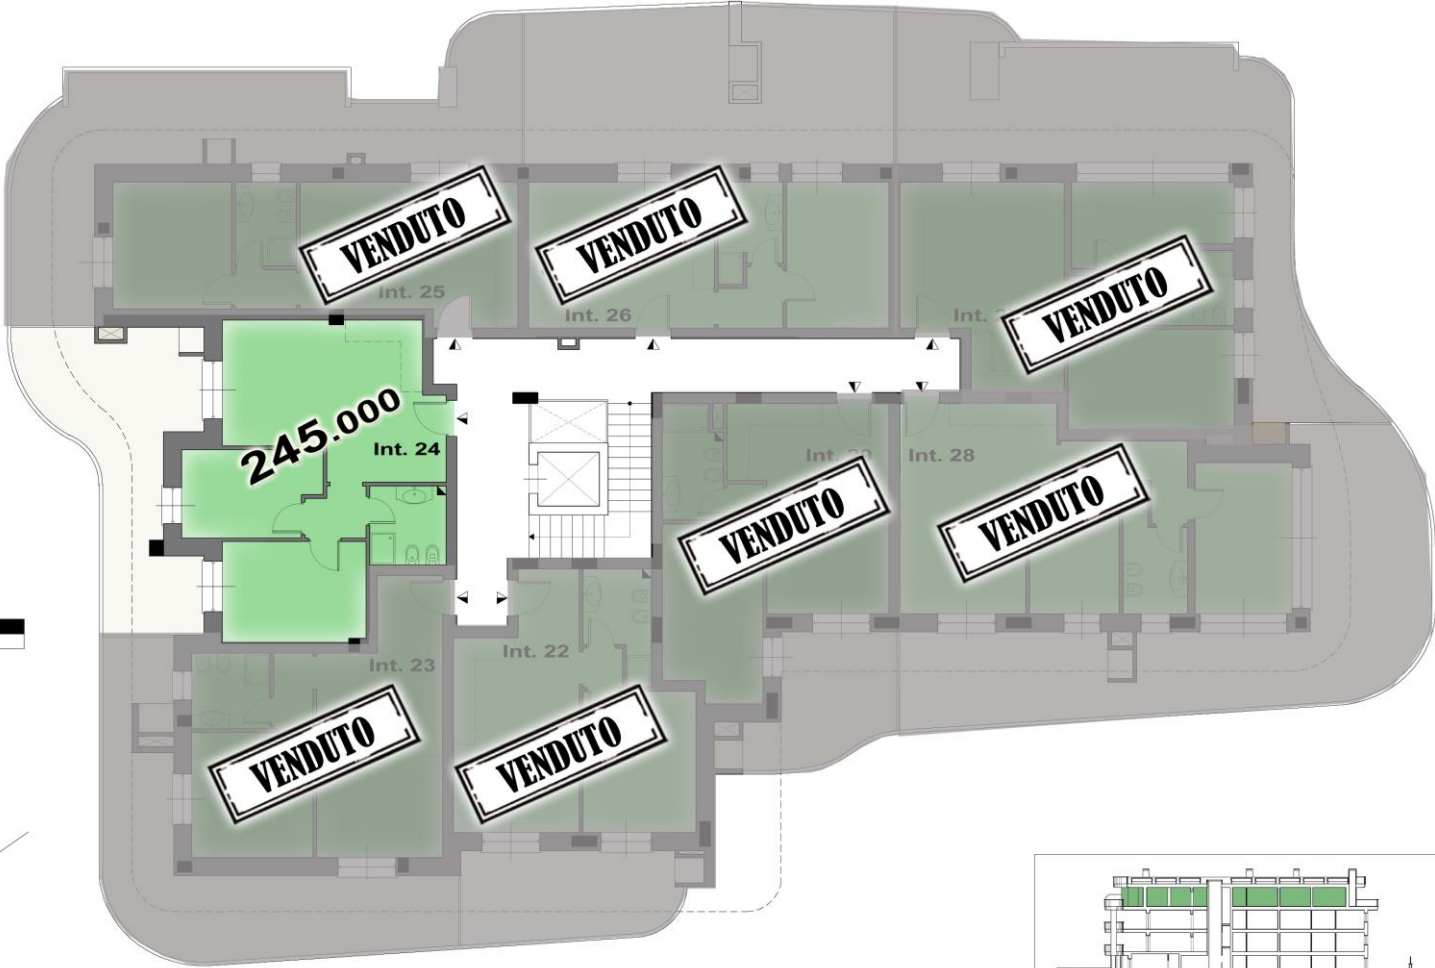 VENDUTO
VENDUTO
Int. 25
Int. 26
VENDUTO
Int.
245.000
Int. 24
Int. 28
VENDUTO
VENDUTO
Int. 22
Int. 23
VENDUTO
VENDUTO